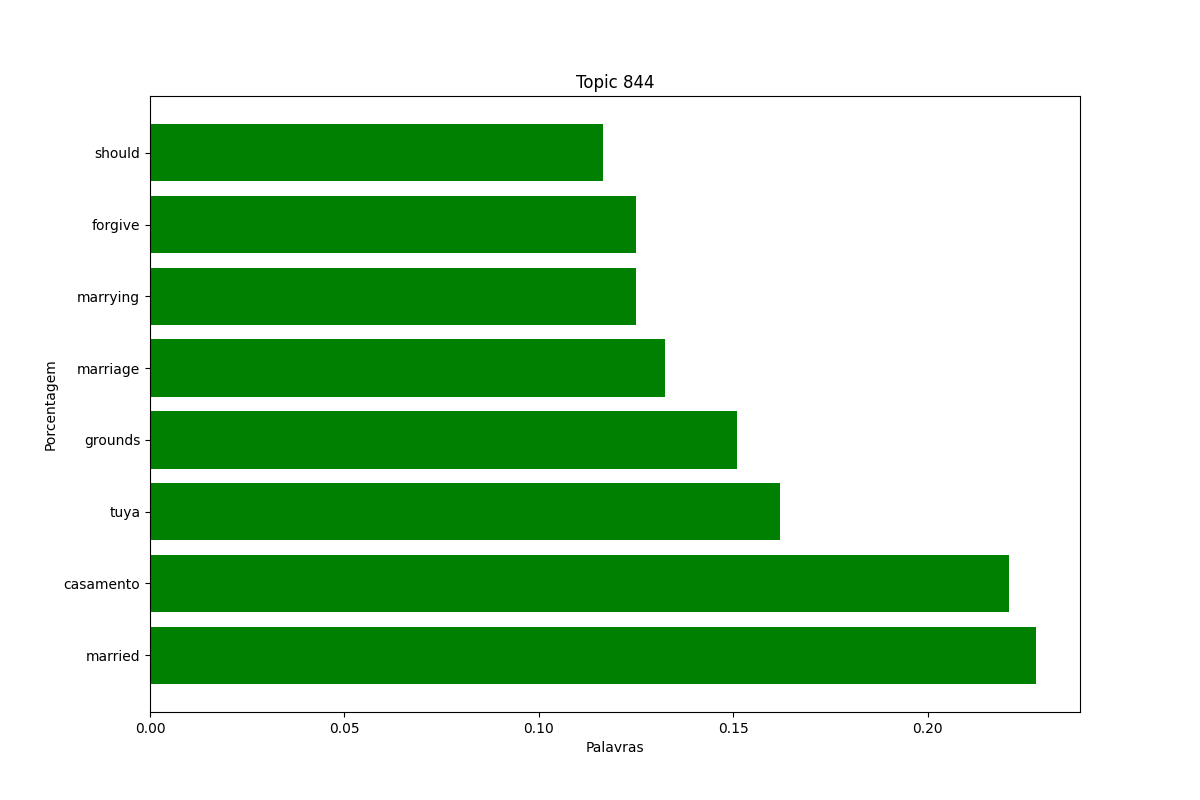 Topic 844
should
forgive
marrying
marriage
grounds
tuya
casamento
married
Porcentagem
0.00 0.05 0.10 0.15 0.20
Palavras